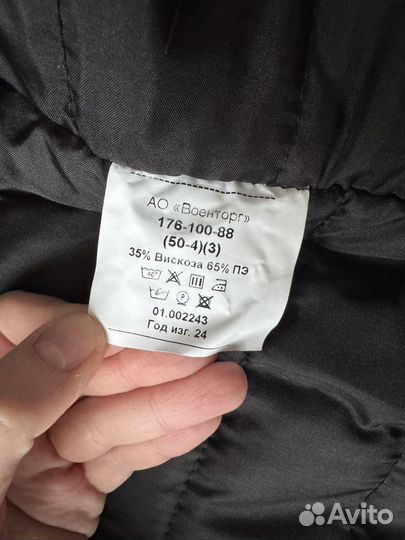 АО «Военторг»
176-100-88
(50-4)(3)
35% Вискоза 65% ПЭ
P
01.002243
Год изг. 24
Avito